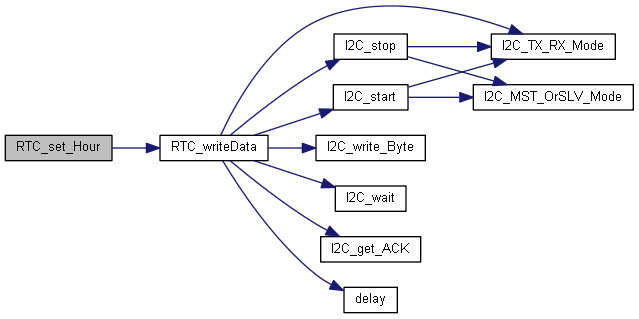 RTC_set_Hour
RTC_writeData
I2C_stop
I2C_start
I2C_write_Byte
I2C_wait
I2C_get_ACK
delay
I2C_TX_RX_Mode
I2C_MST_OrSLV_Mode